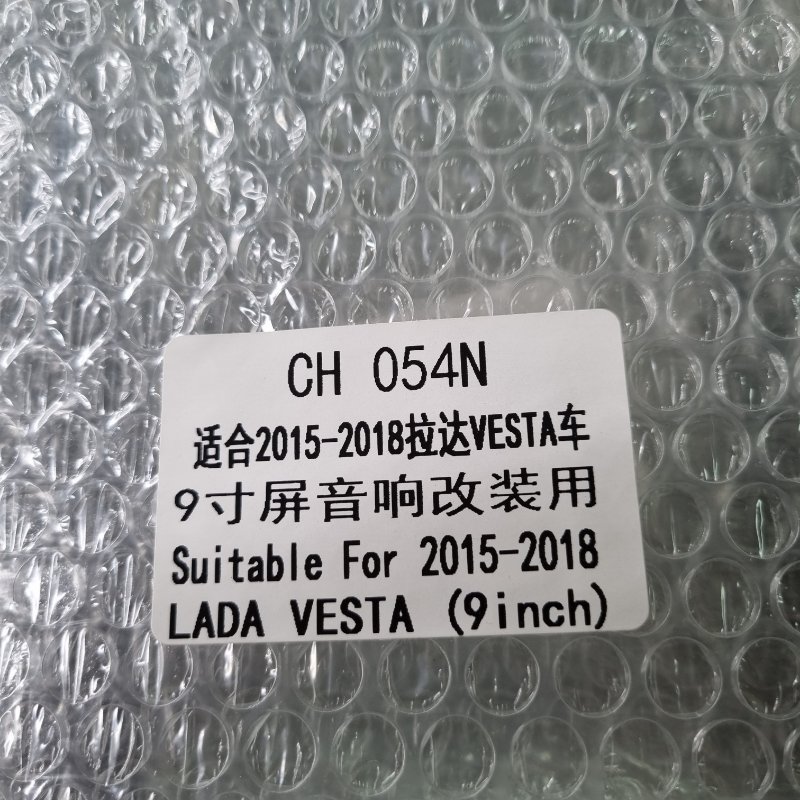 CH 054N
适合2015-2018拉达VESTA车
9寸屏音响改装用
Suitable For 2015-2018
LADA VESTA (9inch)